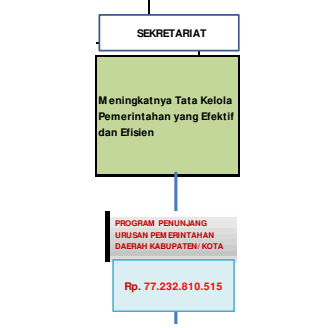 SEKRETARIAT
Meningkatnya Tata Kelola
Pemerintahan yang Efektif
dan Efisien
PROGRAM PENUNJANG
URUSAN PEMERINTAHAN
DAERAH KABUPATEN/KOTA
Rp. 77.232.810.515